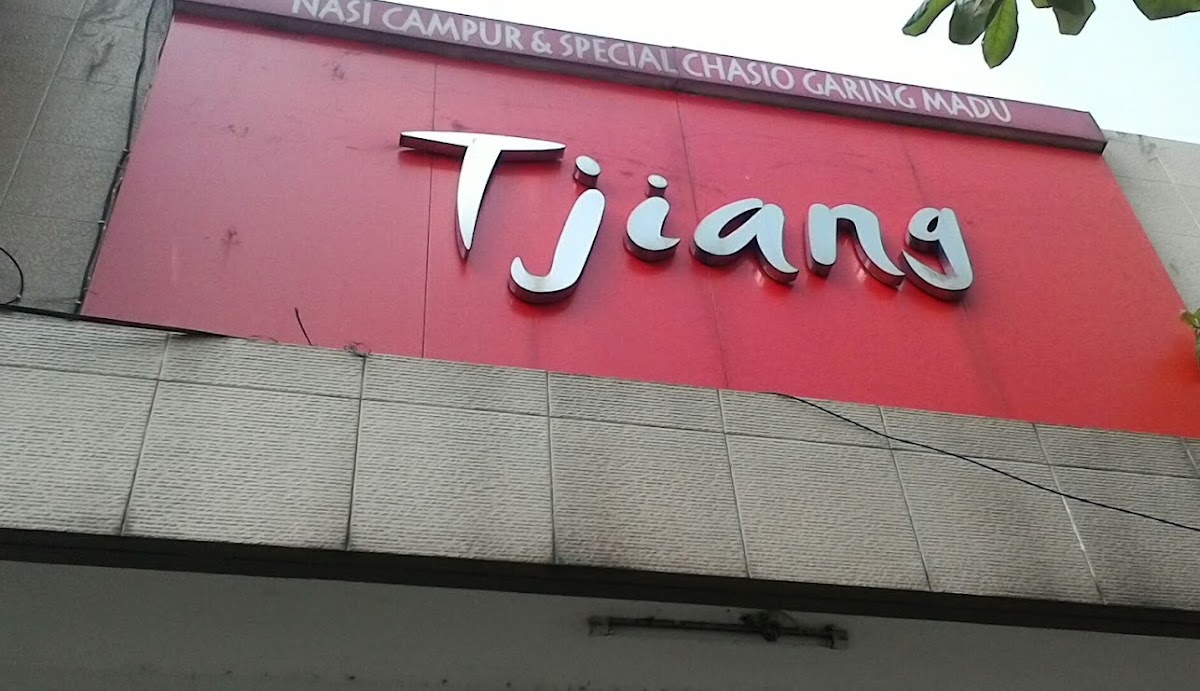 NASI CAMPUR & SPECIAL CHASIO GARING MADU
Tjiang